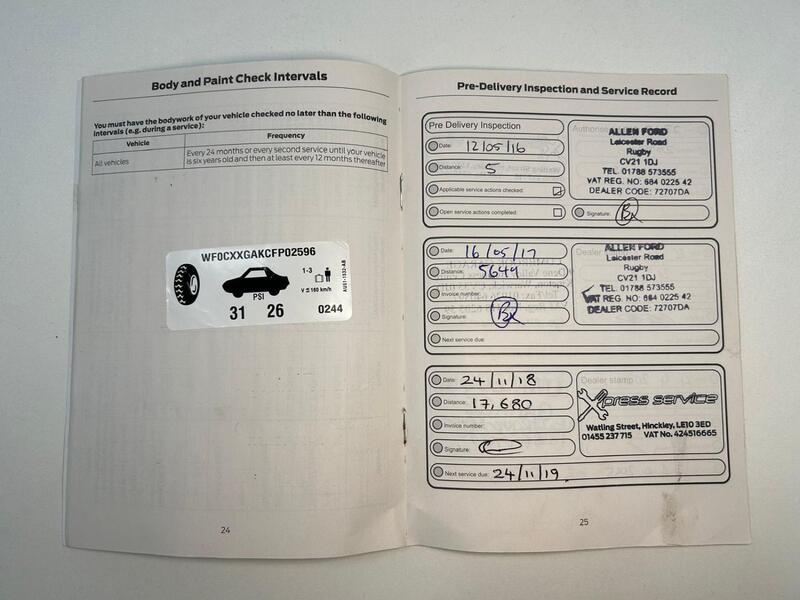 Body and Paint Check Intervals
You must have the bodywork of your vehicle checked no later than the following
intervals (e.g. during a service):
Vehicle
Frequency
All vehicles
Every 24 months or every second service until your vehicle
is six years old and then at least every 12 months thereafter
WF0CXXGAKCFP02596
1-3
V ≤ 160 km/h
AU51-1532-AB
PSI
31 26
0244
24
Pre-Delivery Inspection and Service Record
Pre Delivery Inspection
Date: 12/05/16
Distance: 5
Applicable service actions checked:
Open service actions completed:
ALLEN FORD
Leicester Road
Rugby
CV21 1DJ
TEL. 01788 573555
VAT REG. NO: 684 0225 42
DEALER CODE: 72707DA
Signature:
Date: 16/05/17
Distance: 5649
Invoice number:
Signature:
Next service due:
ALLEN FORD
Leicester Road
Rugby
CV21 1DJ
TEL. 01788 573555
VAT REG. NO: 684 0225 42
DEALER CODE: 72707DA
Date: 24/11/18
Distance: 17,680
Invoice number:
Signature:
Next service due: 24/11/19
Dealer stamp
Xpress service
Watling Street, Hinckley, LE10 3ED
01455 237 715 VAT No. 424516665
25